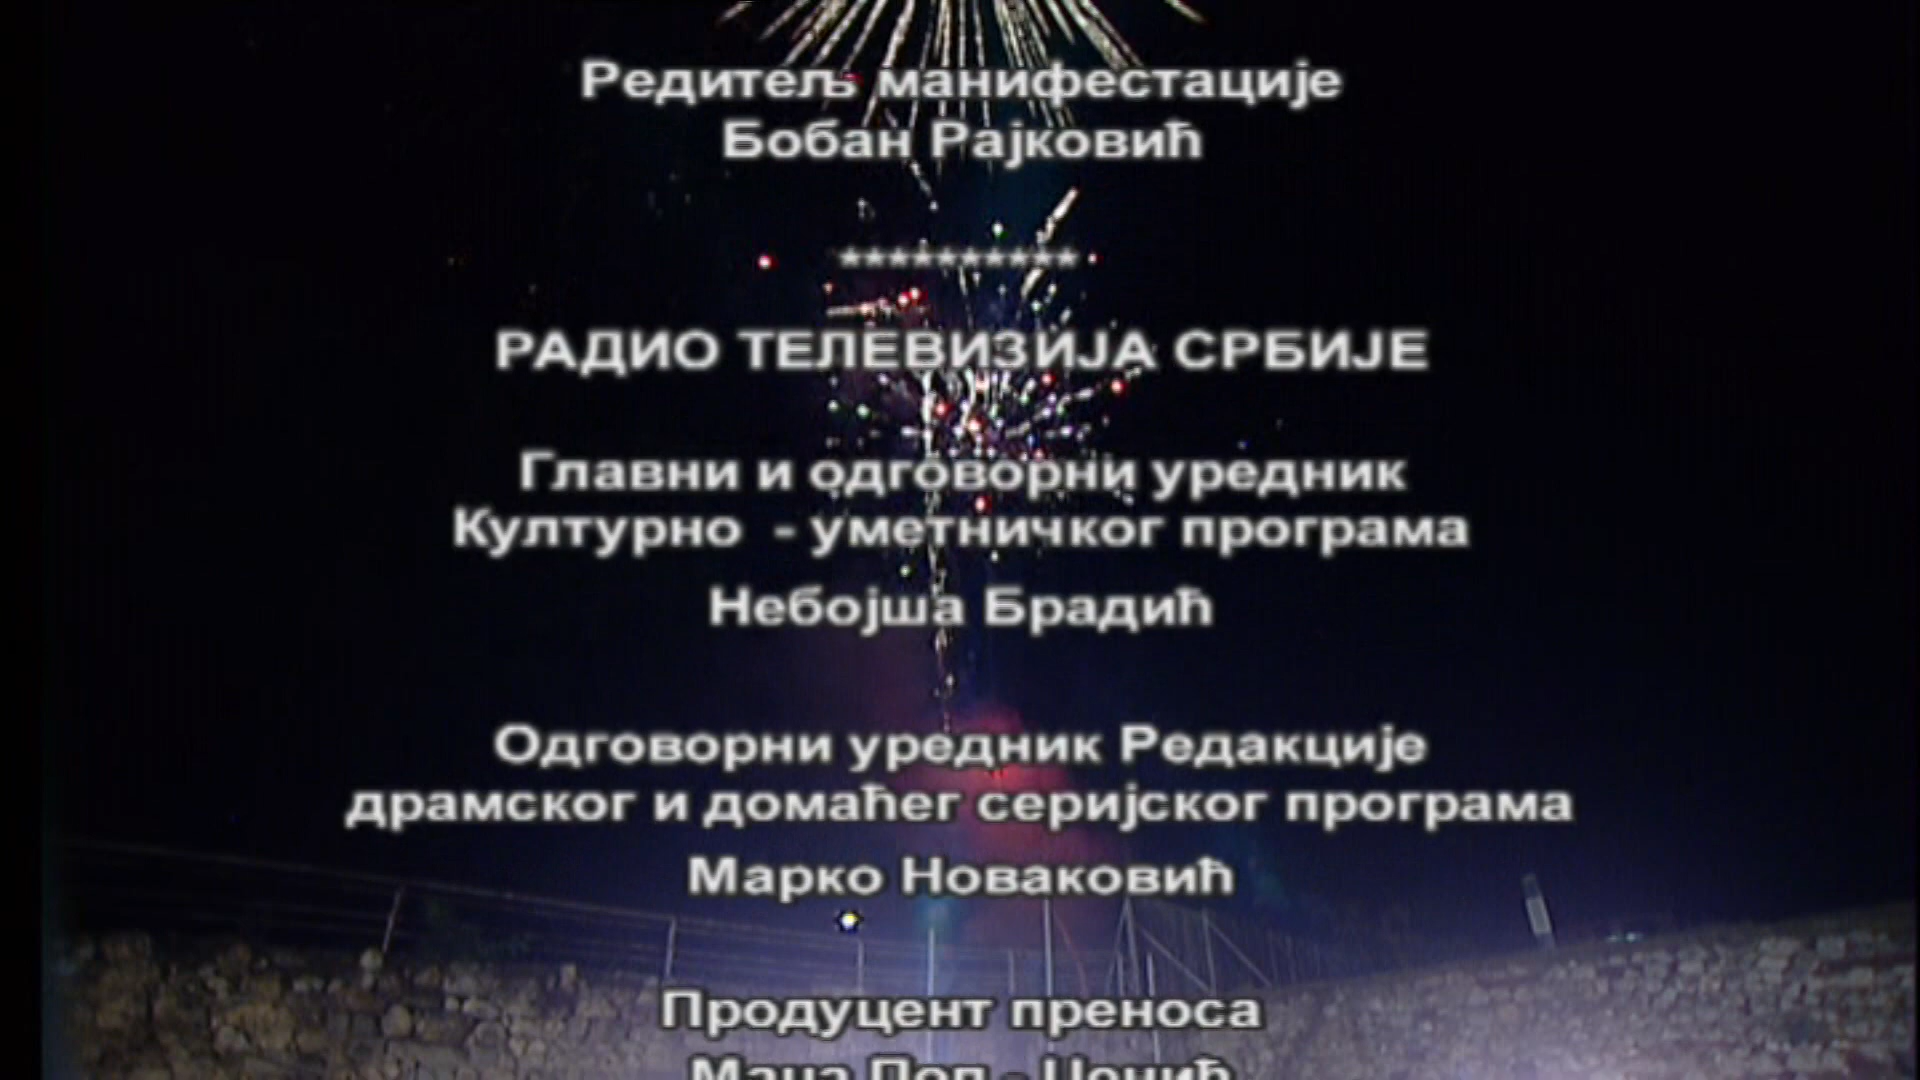 Редитељ манифестације
Бобан Рајковић
**********
РАДИО ТЕЛЕВИЗИЈА СРБИЈЕ
Главни и одговорни уредник
Културно - уметничког програма
Небојша Брадић
Одговорни уредник Редакције
драмског и домаћег серијског програма
Марко Новаковић
Продуцент преноса